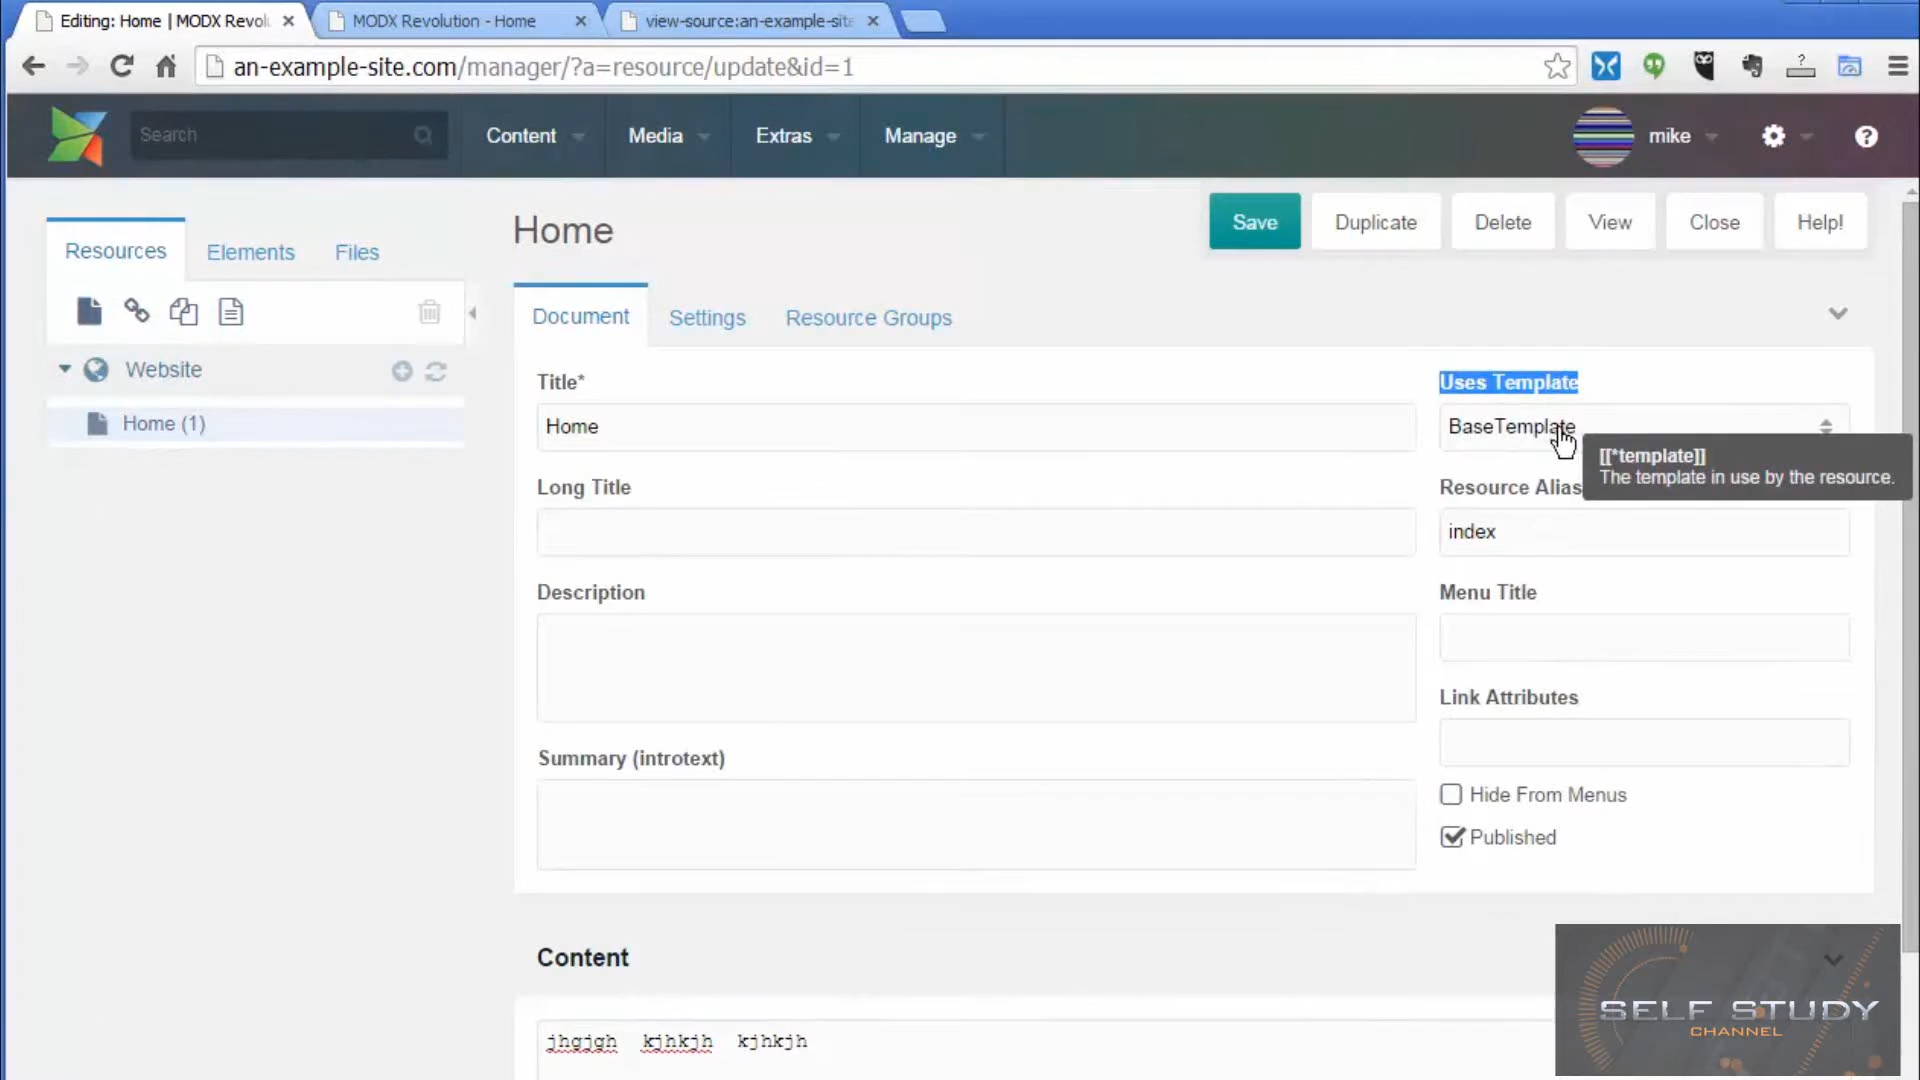 Editing: Home | MODX Revol
MODX Revolution - Home
view-source:an-example-sit
an-example-site.com/manager/?a=resource/update&id=1
Search
Content
Media
Extras
Manage
mike
Resources
Elements
Files
Home
Save
Duplicate
Delete
View
Close
Help!
Document
Settings
Resource Groups
Website
Home (1)
Title*
Home
Uses Template
BaseTemplate
[[*template]]
The template in use by the resource.
Long Title
Resource Alias
index
Description
Menu Title
Link Attributes
Summary (introtext)
Hide From Menus
Published
Content
jhgjgh kjhkjh kjhkjh
SELF STUDY
CHANNEL